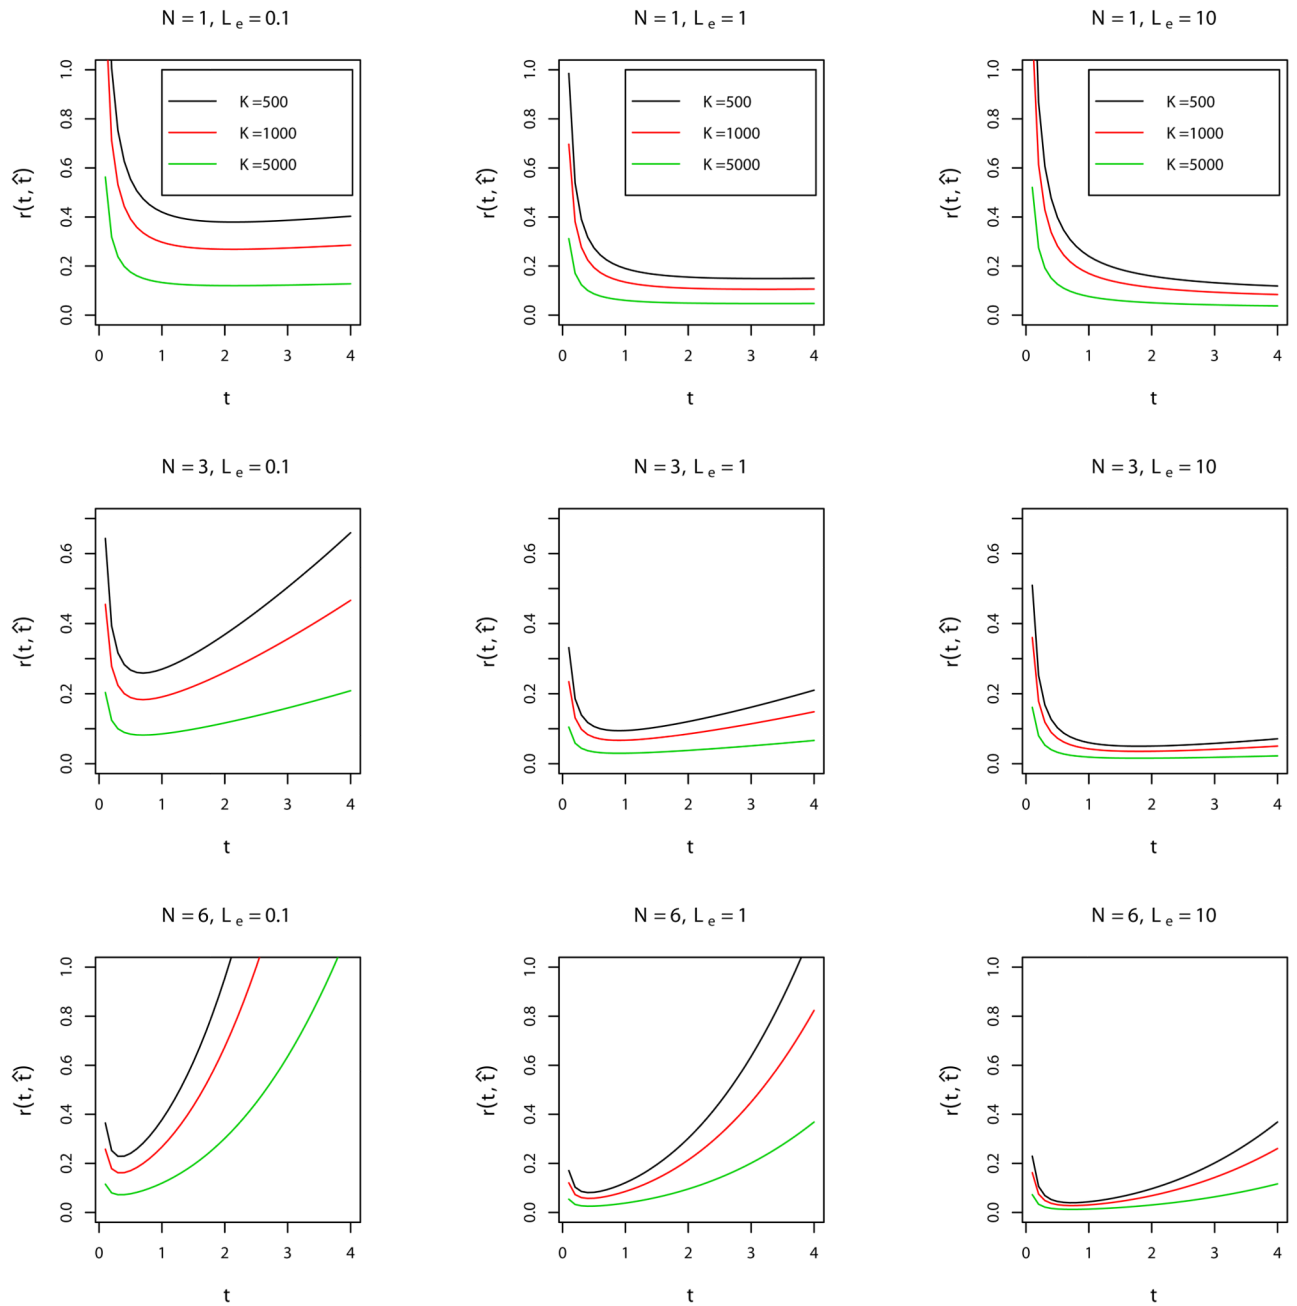 N = 1, L e = 0.1
r(t, t̂)
1.0
0.8
0.6
0.4
0.2
0.0
K =500
K =1000
K =5000
0 1 2 3 4
t
N = 1, L e = 1
r(t, t̂)
1.0
0.8
0.6
0.4
0.2
0.0
K =500
K =1000
K =5000
0 1 2 3 4
t
N = 1, L e = 10
r(t, t̂)
1.0
0.8
0.6
0.4
0.2
0.0
K =500
K =1000
K =5000
0 1 2 3 4
t
N = 3, L e = 0.1
r(t, t̂)
0.6
0.4
0.2
0.0
0 1 2 3 4
t
N = 3, L e = 1
r(t, t̂)
0.6
0.4
0.2
0.0
0 1 2 3 4
t
N = 3, L e = 10
r(t, t̂)
0.6
0.4
0.2
0.0
0 1 2 3 4
t
N = 6, L e = 0.1
r(t, t̂)
1.0
0.8
0.6
0.4
0.2
0.0
0 1 2 3 4
t
N = 6, L e = 1
r(t, t̂)
1.0
0.8
0.6
0.4
0.2
0.0
0 1 2 3 4
t
N = 6, L e = 10
r(t, t̂)
1.0
0.8
0.6
0.4
0.2
0.0
0 1 2 3 4
t